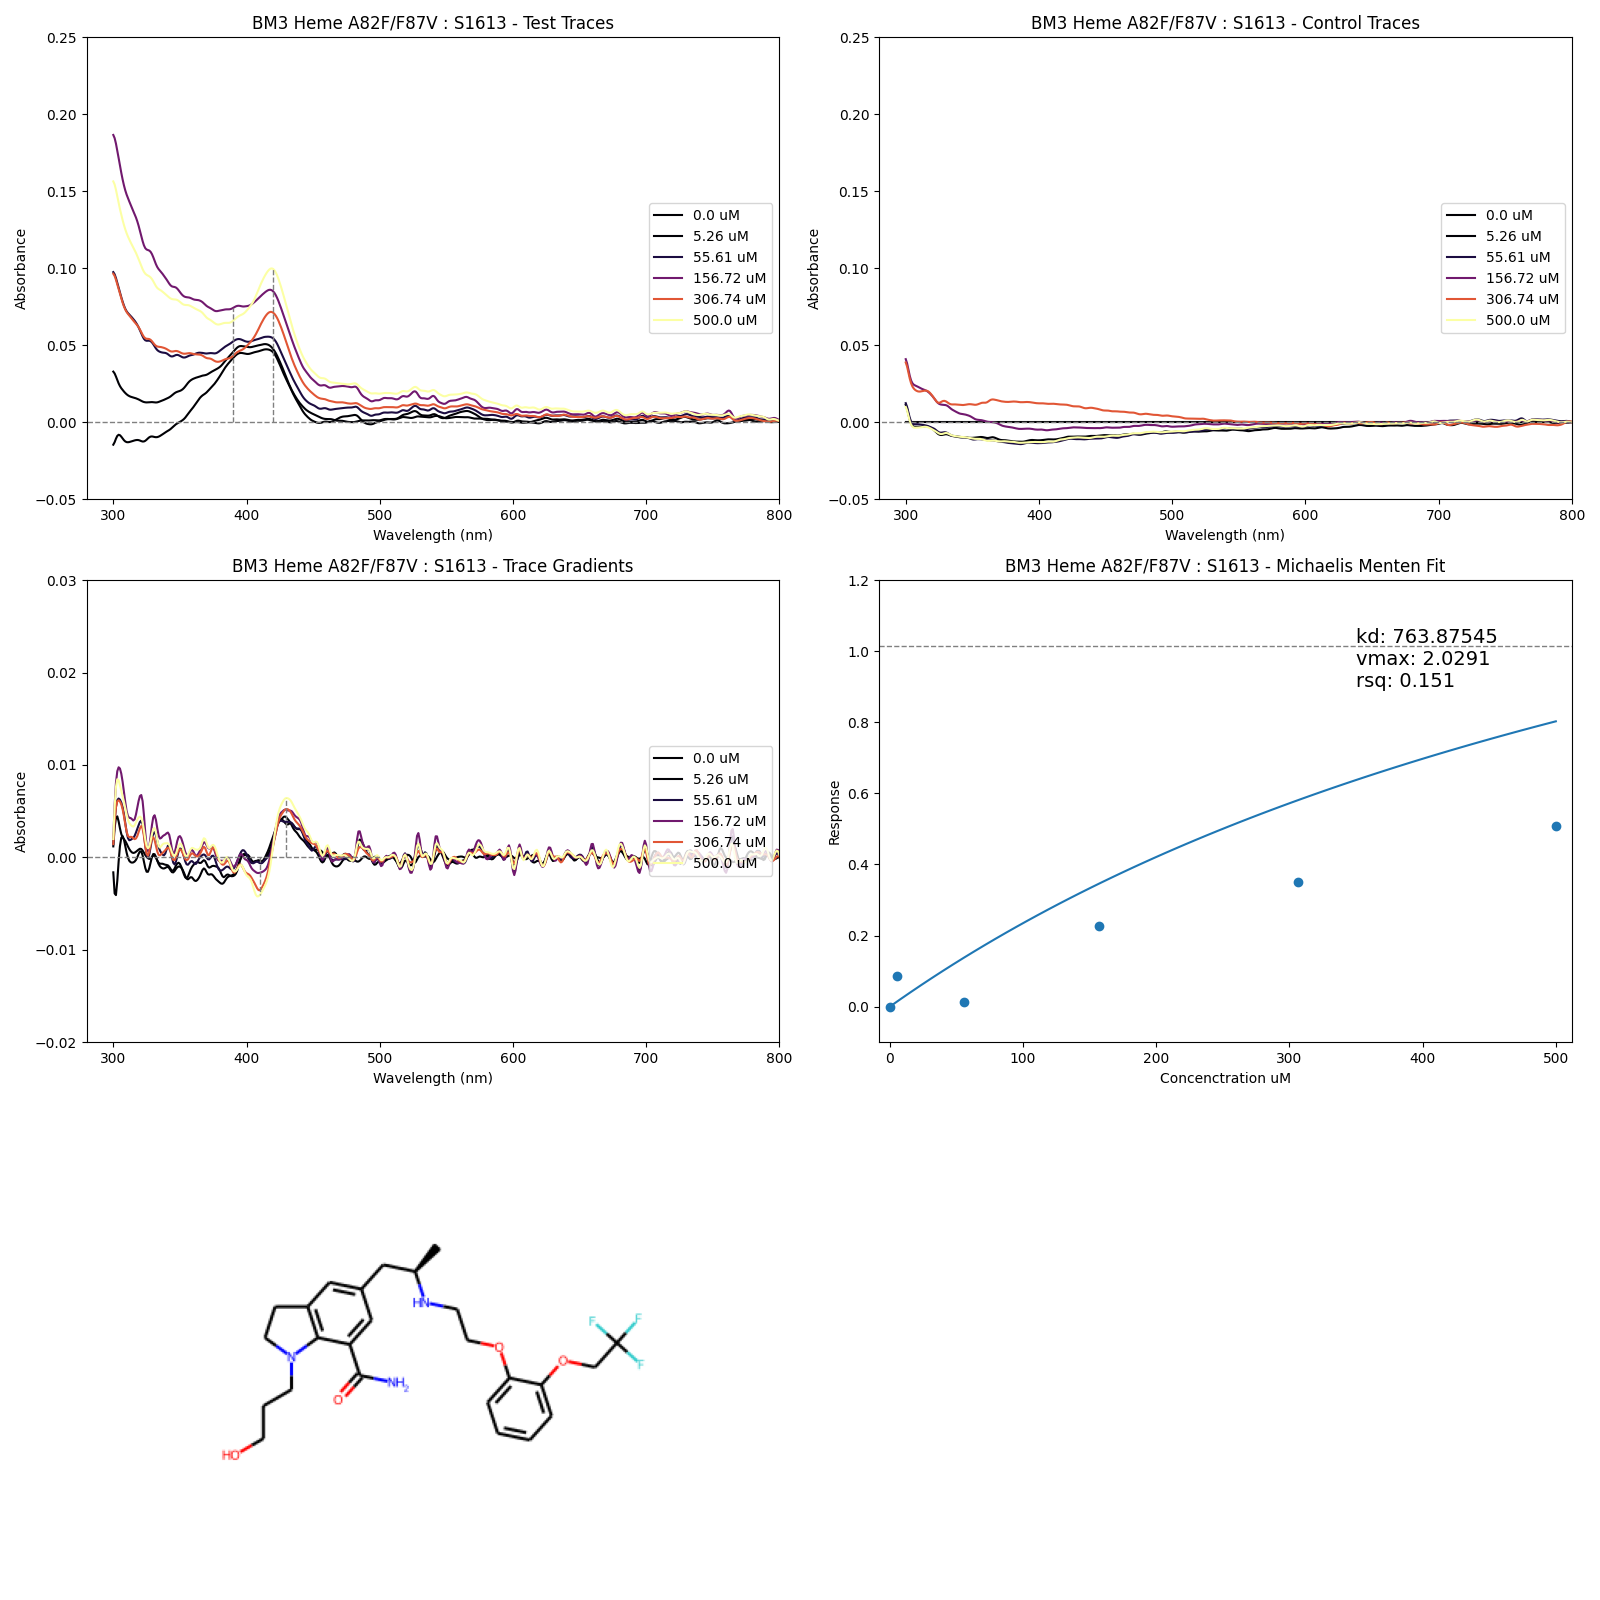 BM3 Heme A82F/F87V : S1613 - Test Traces
0.25
0.20
0.15
0.10
0.05
0.00
−0.05
Absorbance
300 400 500 600 700 800
Wavelength (nm)
0.0 uM
5.26 uM
55.61 uM
156.72 uM
306.74 uM
500.0 uM
BM3 Heme A82F/F87V : S1613 - Control Traces
0.25
0.20
0.15
0.10
0.05
0.00
−0.05
Absorbance
300 400 500 600 700 800
Wavelength (nm)
0.0 uM
5.26 uM
55.61 uM
156.72 uM
306.74 uM
500.0 uM
BM3 Heme A82F/F87V : S1613 - Trace Gradients
0.03
0.02
0.01
0.00
−0.01
−0.02
Absorbance
300 400 500 600 700 800
Wavelength (nm)
0.0 uM
5.26 uM
55.61 uM
156.72 uM
306.74 uM
500.0 uM
BM3 Heme A82F/F87V : S1613 - Michaelis Menten Fit
1.2
1.0
0.8
0.6
0.4
0.2
0.0
Response
0 100 200 300 400 500
Concenctration uM
kd: 763.87545
vmax: 2.0291
rsq: 0.151
HN
F
F
F
O
O
N
NH2
O
HO